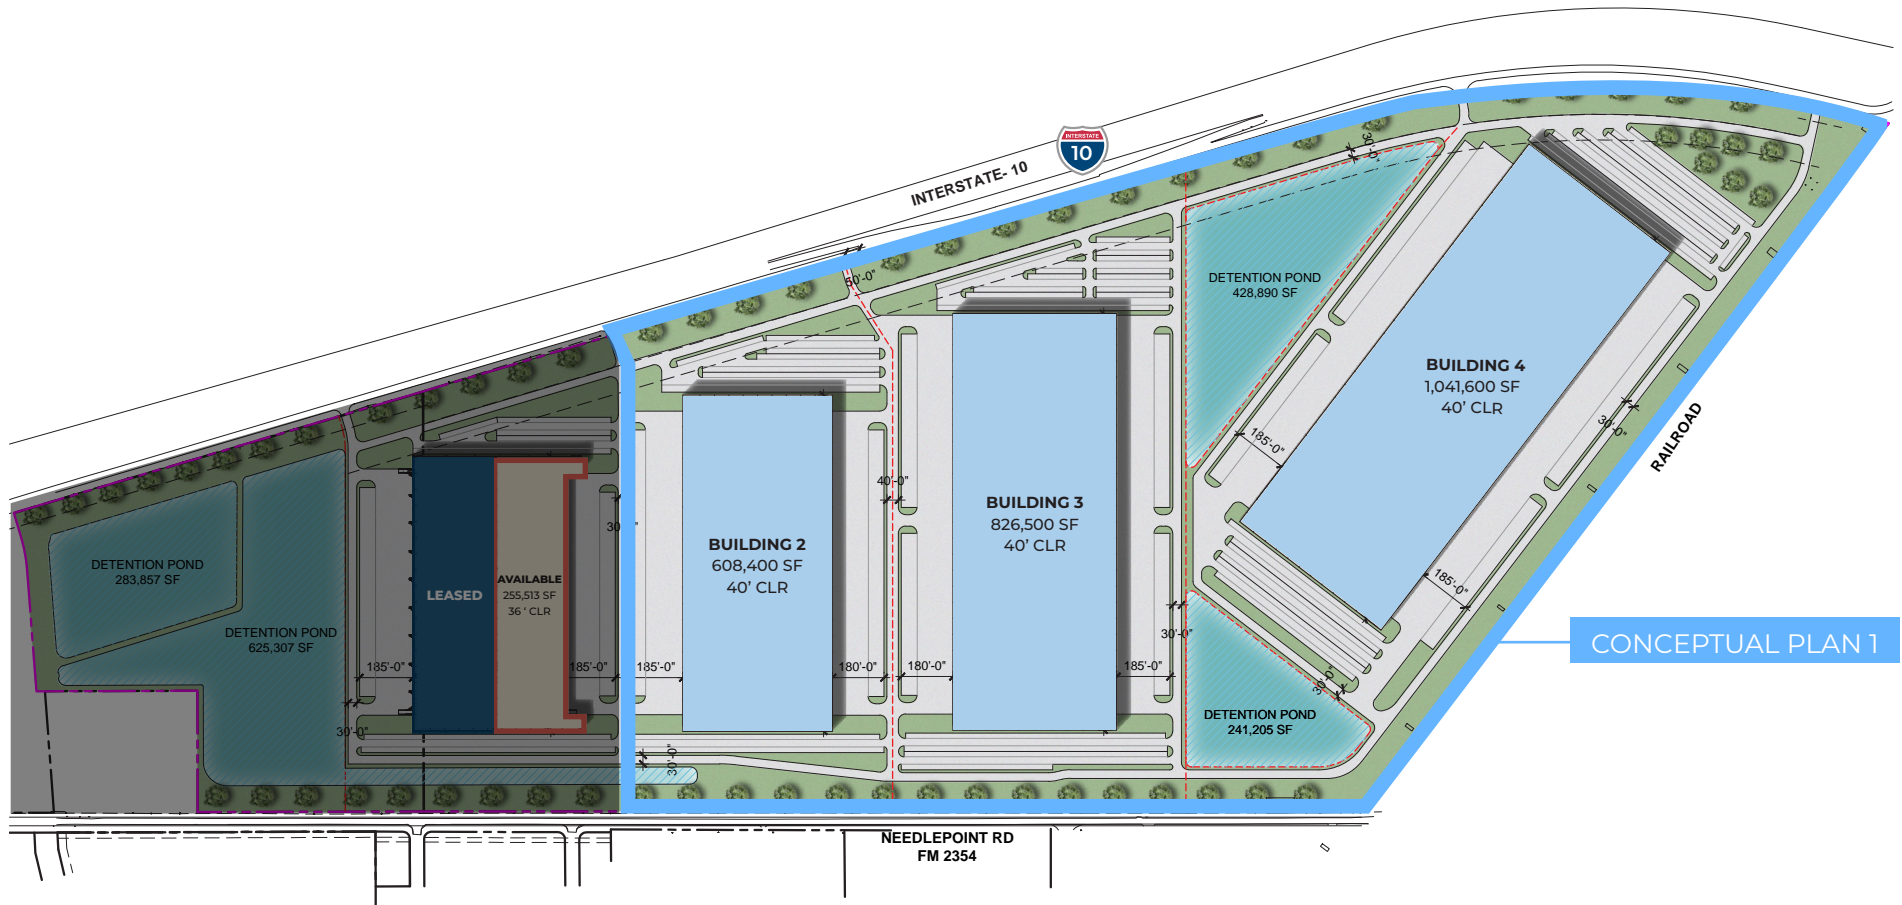 INTERSTATE
10
INTERSTATE- 10
50'-0"
30'-0"
DETENTION POND
428,890 SF
BUILDING 4
1,041,600 SF
40' CLR
RAILROAD
30'-0"
185'-0"
185'-0"
BUILDING 3
826,500 SF
40' CLR
40'-0"
BUILDING 2
608,400 SF
40' CLR
30'-0"
DETENTION POND
283,857 SF
DETENTION POND
625,307 SF
LEASED
AVAILABLE
255,513 SF
36 ' CLR
185'-0"
185'-0"
185'-0"
180'-0"
180'-0"
185'-0"
30'-0"
30'-0"
30'-0"
30'-0"
DETENTION POND
241,205 SF
CONCEPTUAL PLAN 1
NEEDLEPOINT RD
FM 2354